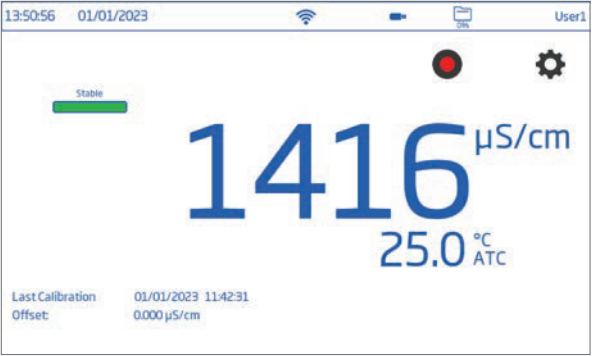 13:50:56 01/01/2023 User1
0%
Stable
1416 µS/cm
25.0 °C
ATC
Last Calibration 01/01/2023 11:42:31
Offset: 0.000 µS/cm